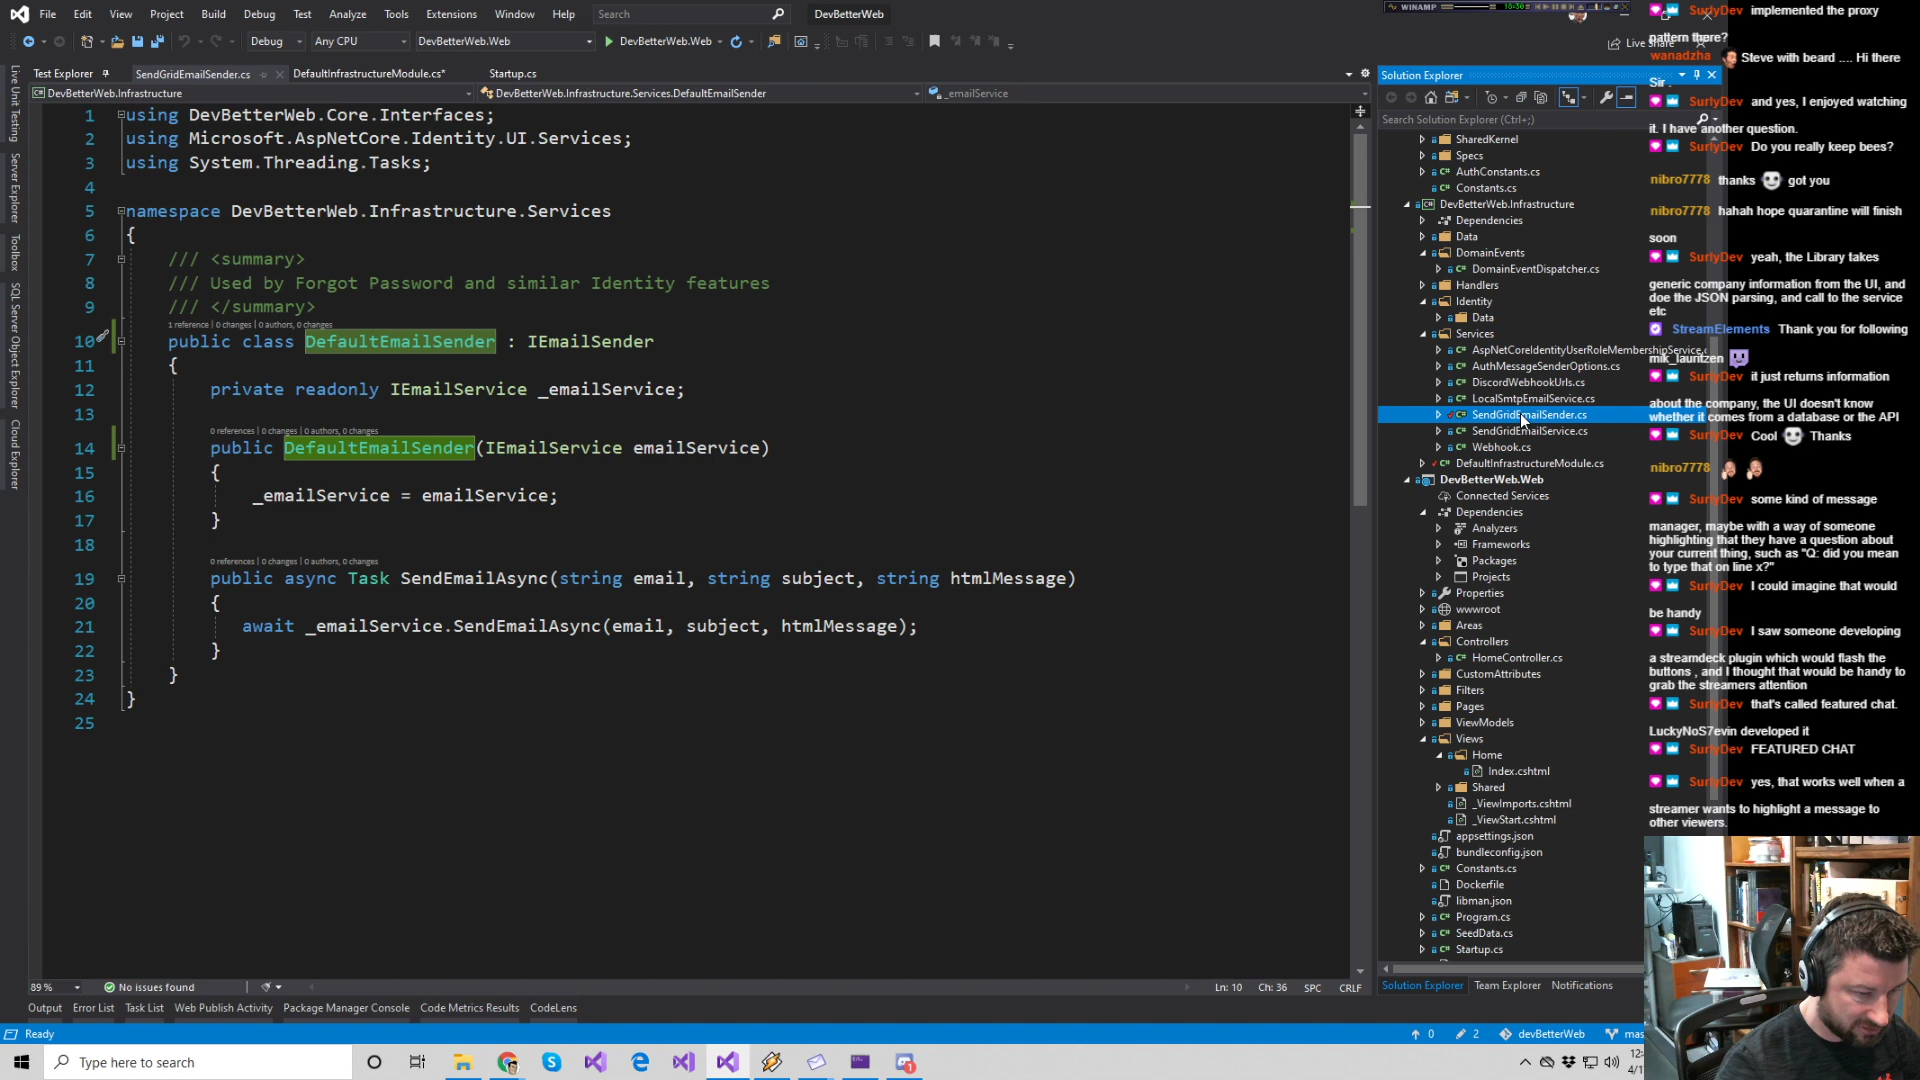 File Edit View Project Build Debug Test Analyze Tools Extensions Window Help Search DevBetterWeb
Debug Any CPU DevBetterWeb.Web DevBetterWeb.Web Live Share
Test Explorer SendGridEmailSender.cs DefaultInfrastructureModule.cs* Startup.cs
DevBetterWeb.Infrastructure DevBetterWeb.Infrastructure.Services.DefaultEmailSender _emailService
Live Unit Testing
Server Explorer
Toolbox
SQL Server Object Explorer
Cloud Explorer
1 using DevBetterWeb.Core.Interfaces;
2 using Microsoft.AspNetCore.Identity.UI.Services;
3 using System.Threading.Tasks;
4
5 namespace DevBetterWeb.Infrastructure.Services
6 {
7 /// <summary>
8 /// Used by Forgot Password and similar Identity features
9 /// </summary>
1 reference | 0 changes | 0 authors, 0 changes
10 public class DefaultEmailSender : IEmailSender
11 {
12 private readonly IEmailService _emailService;
13
0 references | 0 changes | 0 authors, 0 changes
14 public DefaultEmailSender(IEmailService emailService)
15 {
16 _emailService = emailService;
17 }
18
0 references | 0 changes | 0 authors, 0 changes
19 public async Task SendEmailAsync(string email, string subject, string htmlMessage)
20 {
21 await _emailService.SendEmailAsync(email, subject, htmlMessage);
22 }
23 }
24 }
25
89 % No issues found Ln: 10 Ch: 36 SPC CRLF
Output Error List Task List Web Publish Activity Package Manager Console Code Metrics Results CodeLens
Ready 0 2 devBetterWeb mas
Type here to search
12:
4/1
WINAMP
Solution Explorer
Search Solution Explorer (Ctrl+;)
SharedKernel
Specs
AuthConstants.cs
Constants.cs
DevBetterWeb.Infrastructure
Dependencies
Data
DomainEvents
DomainEventDispatcher.cs
Handlers
Identity
Data
Services
AspNetCoreIdentityUserRoleMembershipService.c
AuthMessageSenderOptions.cs
DiscordWebhookUrls.cs
LocalSmtpEmailService.cs
SendGridEmailSender.cs
SendGridEmailService.cs
Webhook.cs
DefaultInfrastructureModule.cs
DevBetterWeb.Web
Connected Services
Dependencies
Analyzers
Frameworks
Packages
Projects
Properties
wwwroot
Areas
Controllers
HomeController.cs
CustomAttributes
Filters
Pages
ViewModels
Views
Home
Index.cshtml
Shared
_ViewImports.cshtml
_ViewStart.cshtml
appsettings.json
bundleconfig.json
Constants.cs
Dockerfile
libman.json
Program.cs
SeedData.cs
Startup.cs
Solution Explorer Team Explorer Notifications
SurlyDev implemented the proxy
pattern there?
wanadzha Steve with beard .... Hi there
Sir
SurlyDev and yes, I enjoyed watching
it. I have another question.
SurlyDev Do you really keep bees?
nibro7778 thanks got you
nibro7778 hahah hope quarantine will finish
soon
SurlyDev yeah, the Library takes
generic company information from the UI, and
doe the JSON parsing, and call to the service
etc
StreamElements Thank you for following
mik_lauritzen
SurlyDev it just returns information
about the company, the UI doesn't know
whether it comes from a database or the API
SurlyDev Cool Thanks
nibro7778
SurlyDev some kind of message
manager, maybe with a way of someone
highlighting that they have a question about
your current thing, such as "Q: did you mean
to type that on line x?"
SurlyDev I could imagine that would
be handy
SurlyDev I saw someone developing
a streamdeck plugin which would flash the
buttons , and I thought that would be handy to
grab the streamers attention
SurlyDev that's called featured chat.
LuckyNoS7evin developed it
SurlyDev FEATURED CHAT
SurlyDev yes, that works well when a
streamer wants to highlight a message to
other viewers.